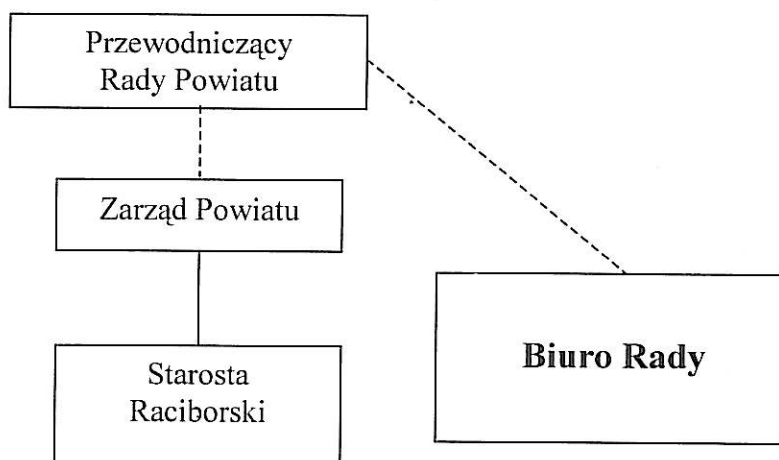 Przewodniczący
Rady Powiatu
Zarząd Powiatu
Starosta
Raciborski
Biuro Rady